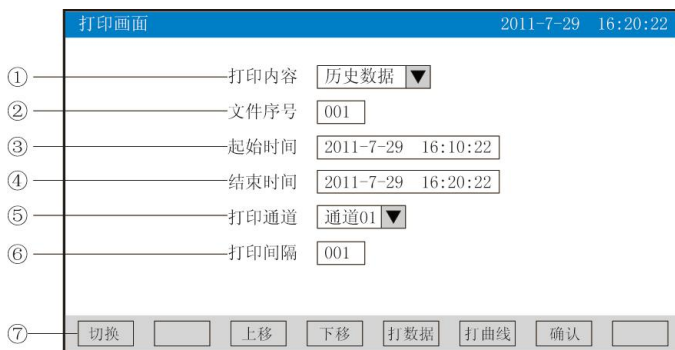 打印画面 2011-7-29 16:20:22
① 打印内容 历史数据 ▼
② 文件序号 001
③ 起始时间 2011-7-29 16:10:22
④ 结束时间 2011-7-29 16:20:22
⑤ 打印通道 通道01 ▼
⑥ 打印间隔 001
⑦ 切换 上移 下移 打数据 打曲线 确认